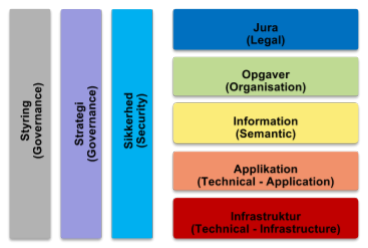 Styring
(Governance)
Strategi
(Governance)
Sikkerhed
(Security)
Jura
(Legal)
Opgaver
(Organisation)
Information
(Semantic)
Applikation
(Technical - Application)
Infrastruktur
(Technical - Infrastructure)